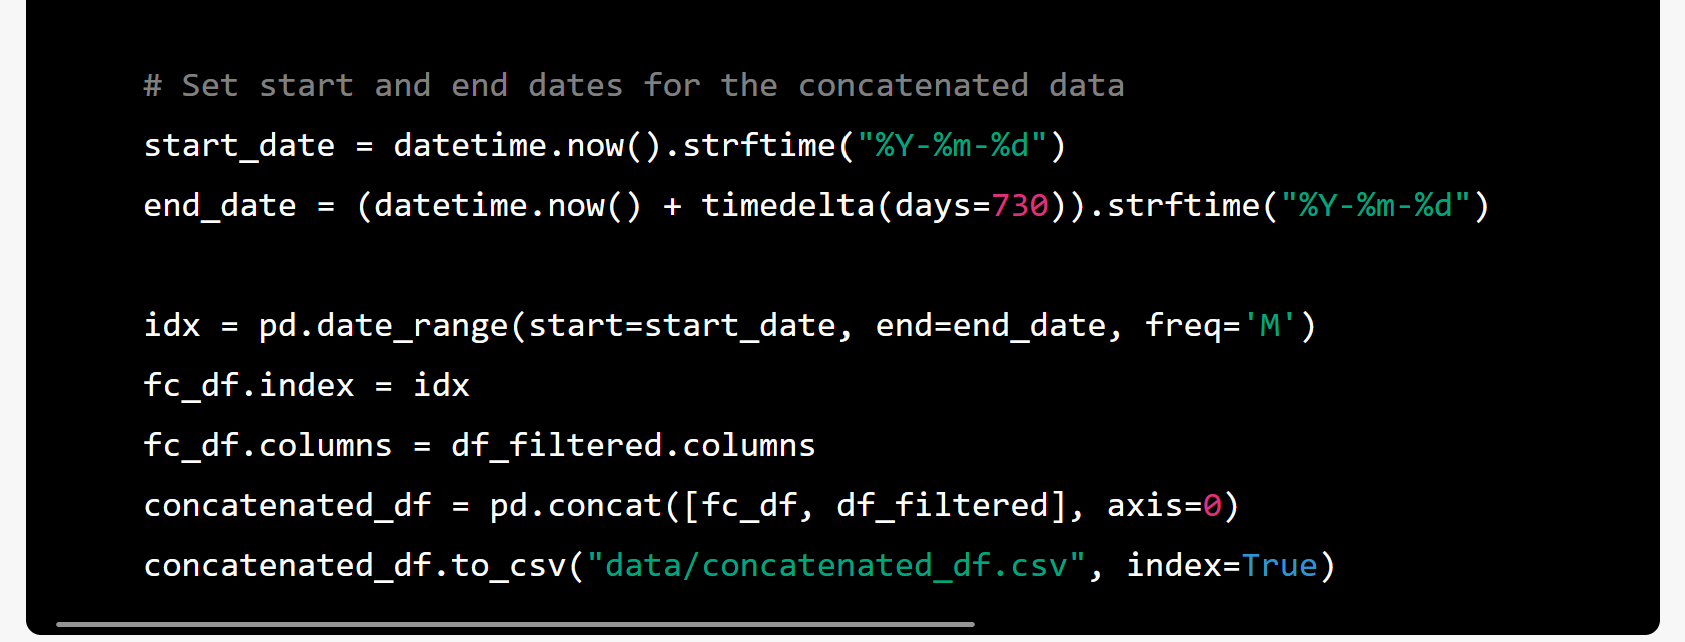 # Set start and end dates for the concatenated data
start_date = datetime.now().strftime("%Y-%m-%d")
end_date = (datetime.now() + timedelta(days=730)).strftime("%Y-%m-%d")
idx = pd.date_range(start=start_date, end=end_date, freq='M')
fc_df.index = idx
fc_df.columns = df_filtered.columns
concatenated_df = pd.concat([fc_df, df_filtered], axis=0)
concatenated_df.to_csv("data/concatenated_df.csv", index=True)